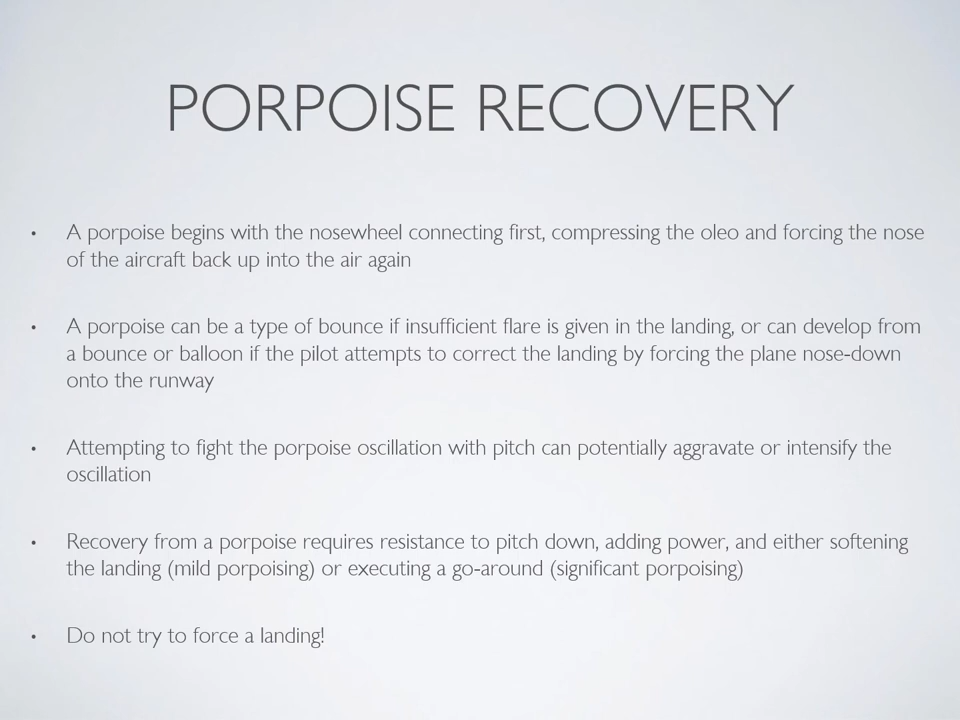 PORPOISE RECOVERY
• A porpoise begins with the nosewheel connecting first, compressing the oleo and forcing the nose
of the aircraft back up into the air again
• A porpoise can be a type of bounce if insufficient flare is given in the landing, or can develop from
a bounce or balloon if the pilot attempts to correct the landing by forcing the plane nose-down
onto the runway
• Attempting to fight the porpoise oscillation with pitch can potentially aggravate or intensify the
oscillation
• Recovery from a porpoise requires resistance to pitch down, adding power, and either softening
the landing (mild porpoising) or executing a go-around (significant porpoising)
• Do not try to force a landing!